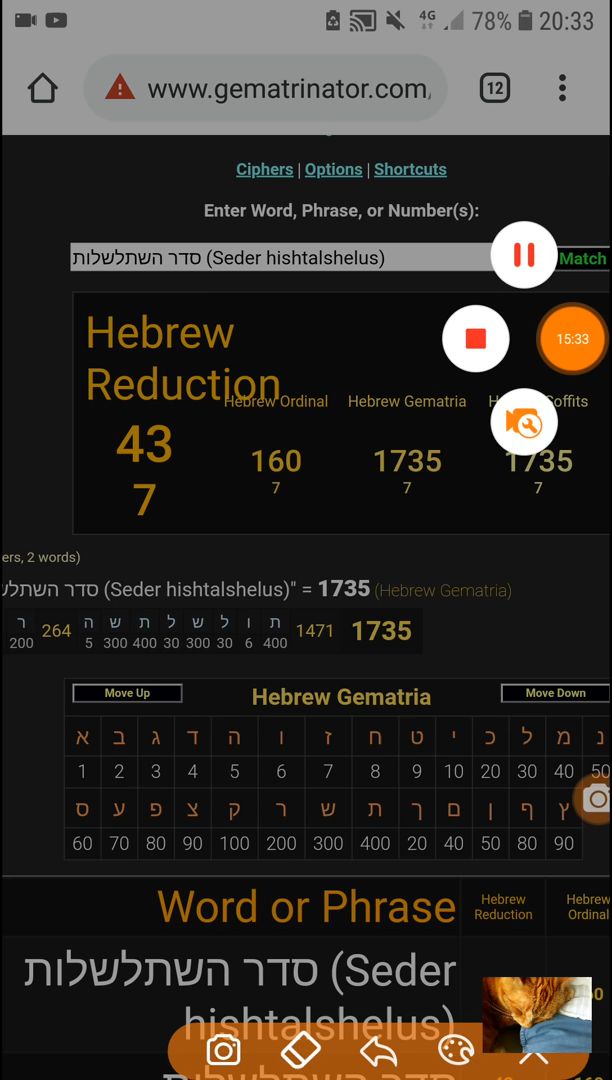 4G 78% 20:33
www.gematrinator.com/
12
Ciphers | Options | Shortcuts
Enter Word, Phrase, or Number(s):
סדר השתלשלות (Seder hishtalshelus)
Match
15:33
Hebrew
Reduction
43
7
Hebrew Ordinal
160
7
Hebrew Gematria
1735
7
Soffits
1735
7
ers, 2 words)
סדר השתלש (Seder hishtalshelus)" = 1735 (Hebrew Gematria)
ר 264 ה ש ת ל ש ל ו ת 1471 1735
200 5 300 400 30 300 30 6 400
Move Up
Hebrew Gematria
Move Down
א ב ג ד ה ו ז ח ט י כ ל מ נ
1 2 3 4 5 6 7 8 9 10 20 30 40 50
ס ע פ צ ק ר ש ת ך ם ן ף ץ
60 70 80 90 100 200 300 400 20 40 50 80 90
Word or Phrase
Hebrew
Reduction
Hebrew
Ordinal
סדר השתלשלות (Seder
hishtalshelus)